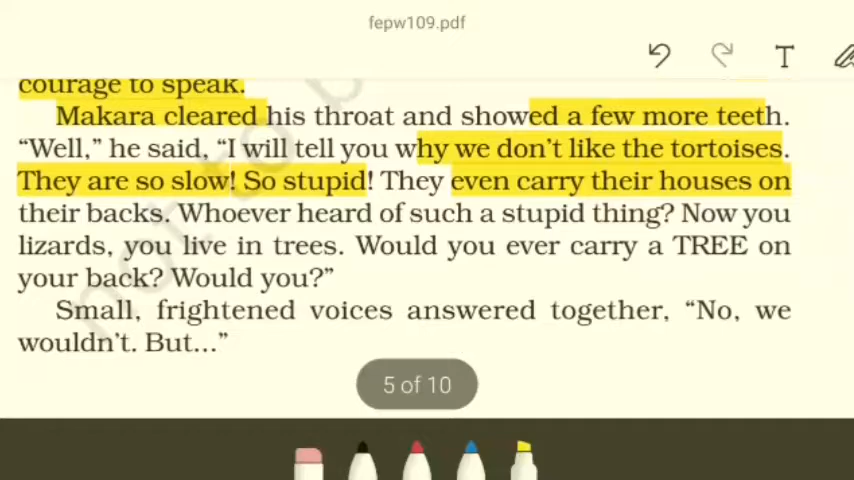 fepw109.pdf
T
courage to speak.
Makara cleared his throat and showed a few more teeth.
“Well,” he said, “I will tell you why we don’t like the tortoises.
They are so slow! So stupid! They even carry their houses on
their backs. Whoever heard of such a stupid thing? Now you
lizards, you live in trees. Would you ever carry a TREE on
your back? Would you?”
Small, frightened voices answered together, “No, we
wouldn’t. But...”
not to b
5 of 10